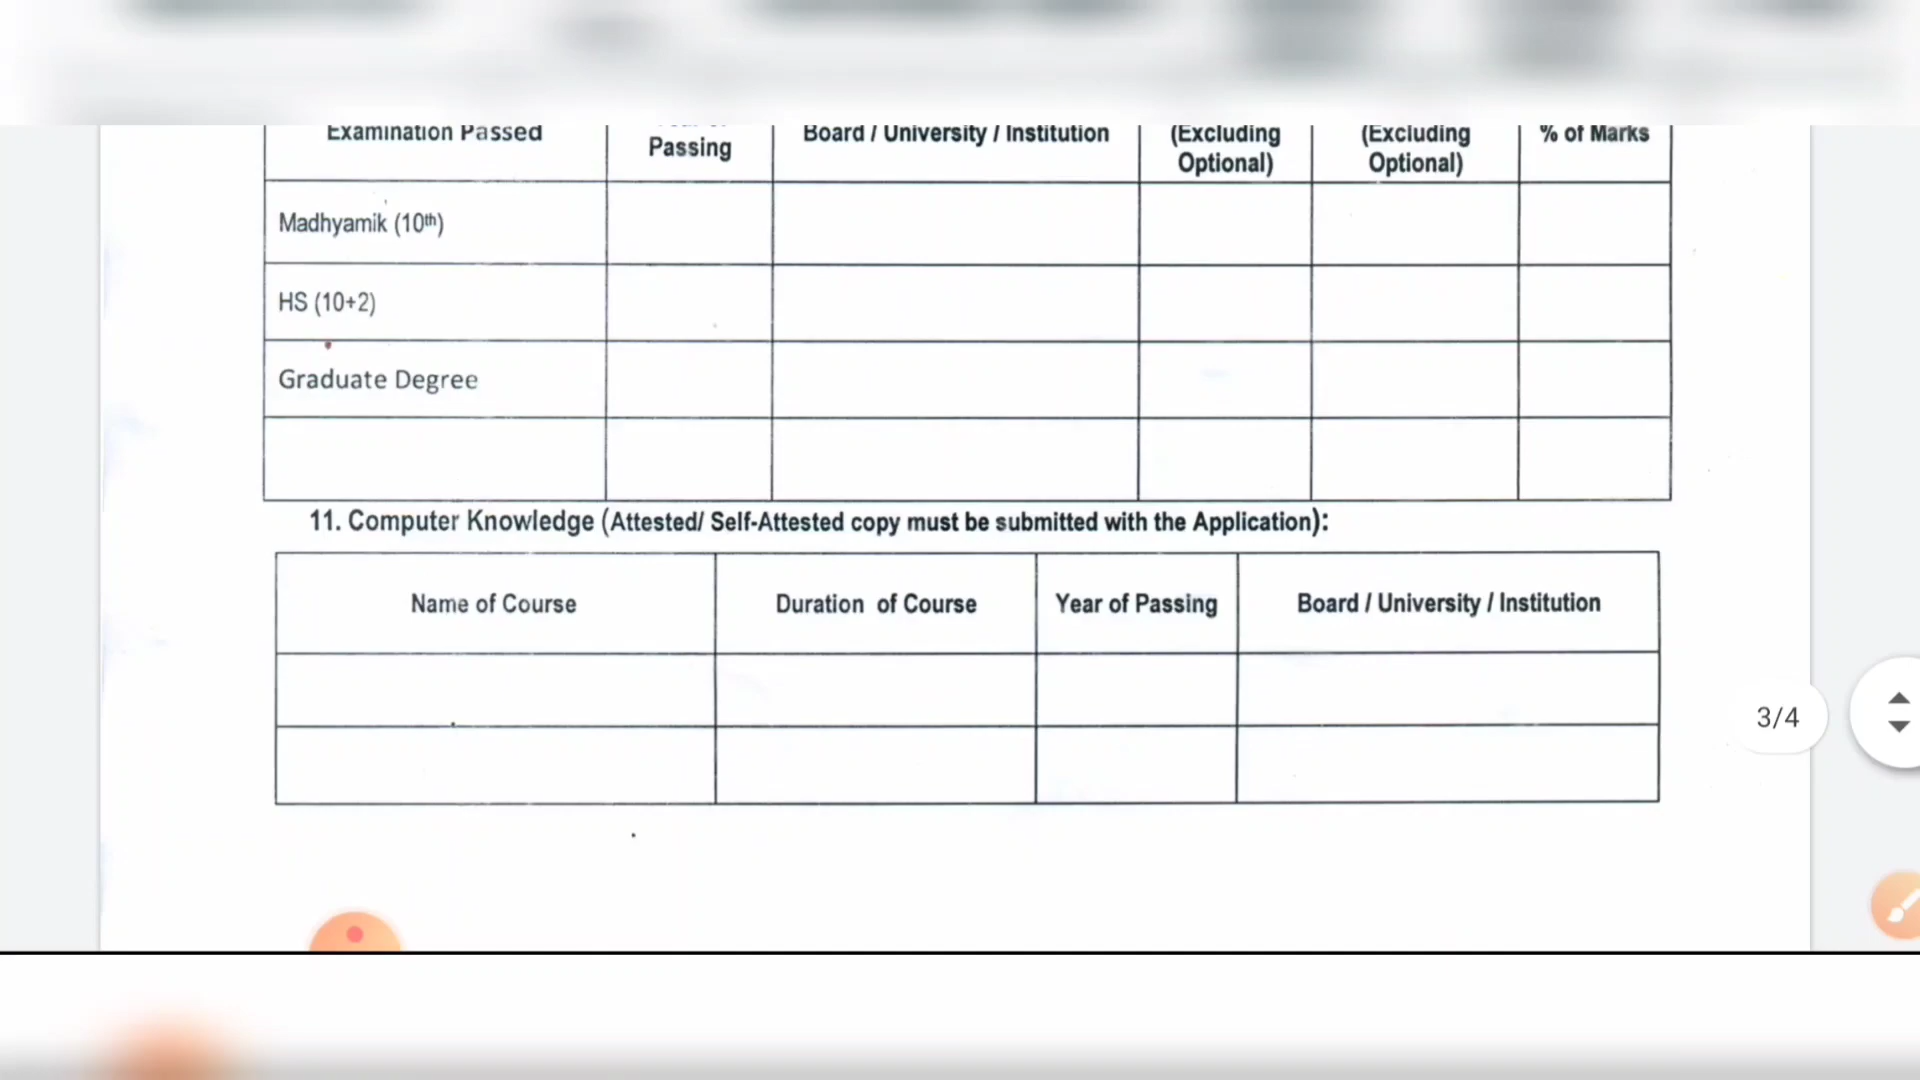 Examination Passed
Passing
Board / University / Institution
(Excluding
Optional)
(Excluding
Optional)
% of Marks
Madhyamik (10th)
HS (10+2)
Graduate Degree
11. Computer Knowledge (Attested/ Self-Attested copy must be submitted with the Application):
Name of Course
Duration of Course
Year of Passing
Board / University / Institution
3/4